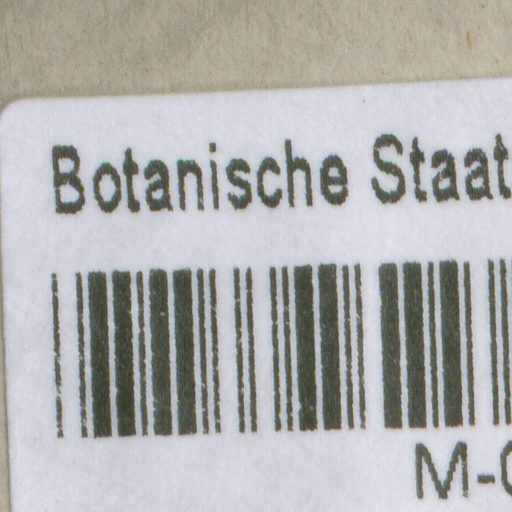 Botanische Staat
M-